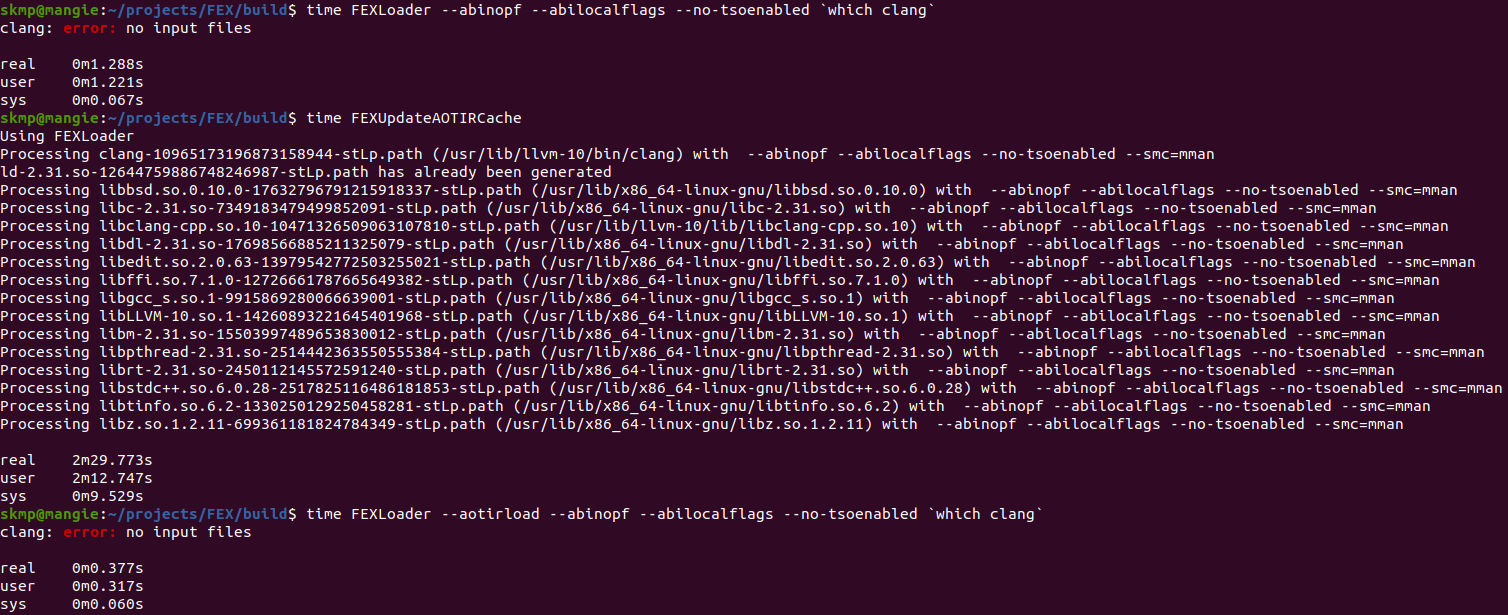 skmp@mangie:~/projects/FEX/build$ time FEXLoader --abinopf --abilocalflags --no-tsoenabled `which clang`
clang: error: no input files
real 0m1.288s
user 0m1.221s
sys 0m0.067s
skmp@mangie:~/projects/FEX/build$ time FEXUpdateAOTIRCache
Using FEXLoader
Processing clang-10965173196873158944-stLp.path (/usr/lib/llvm-10/bin/clang) with --abinopf --abilocalflags --no-tsoenabled --smc=mman
ld-2.31.so-12644759886748246987-stLp.path has already been generated
Processing libbsd.so.0.10.0-17632796791215918337-stLp.path (/usr/lib/x86_64-linux-gnu/libbsd.so.0.10.0) with --abinopf --abilocalflags --no-tsoenabled --smc=mman
Processing libc-2.31.so-7349183479499852091-stLp.path (/usr/lib/x86_64-linux-gnu/libc-2.31.so) with --abinopf --abilocalflags --no-tsoenabled --smc=mman
Processing libclang-cpp.so.10-10471326509063107810-stLp.path (/usr/lib/llvm-10/lib/libclang-cpp.so.10) with --abinopf --abilocalflags --no-tsoenabled --smc=mman
Processing libdl-2.31.so-17698566885211325079-stLp.path (/usr/lib/x86_64-linux-gnu/libdl-2.31.so) with --abinopf --abilocalflags --no-tsoenabled --smc=mman
Processing libedit.so.2.0.63-13979542772503255021-stLp.path (/usr/lib/x86_64-linux-gnu/libedit.so.2.0.63) with --abinopf --abilocalflags --no-tsoenabled --smc=mman
Processing libffi.so.7.1.0-12726661787665649382-stLp.path (/usr/lib/x86_64-linux-gnu/libffi.so.7.1.0) with --abinopf --abilocalflags --no-tsoenabled --smc=mman
Processing libgcc_s.so.1-9915869280066639001-stLp.path (/usr/lib/x86_64-linux-gnu/libgcc_s.so.1) with --abinopf --abilocalflags --no-tsoenabled --smc=mman
Processing libLLVM-10.so.1-14260893221645401968-stLp.path (/usr/lib/x86_64-linux-gnu/libLLVM-10.so.1) with --abinopf --abilocalflags --no-tsoenabled --smc=mman
Processing libm-2.31.so-15503997489653830012-stLp.path (/usr/lib/x86_64-linux-gnu/libm-2.31.so) with --abinopf --abilocalflags --no-tsoenabled --smc=mman
Processing libpthread-2.31.so-2514442363550555384-stLp.path (/usr/lib/x86_64-linux-gnu/libpthread-2.31.so) with --abinopf --abilocalflags --no-tsoenabled --smc=mman
Processing librt-2.31.so-2450112145572591240-stLp.path (/usr/lib/x86_64-linux-gnu/librt-2.31.so) with --abinopf --abilocalflags --no-tsoenabled --smc=mman
Processing libstdc++.so.6.0.28-2517825116486181853-stLp.path (/usr/lib/x86_64-linux-gnu/libstdc++.so.6.0.28) with --abinopf --abilocalflags --no-tsoenabled --smc=mman
Processing libtinfo.so.6.2-1330250129250458281-stLp.path (/usr/lib/x86_64-linux-gnu/libtinfo.so.6.2) with --abinopf --abilocalflags --no-tsoenabled --smc=mman
Processing libz.so.1.2.11-699361181824784349-stLp.path (/usr/lib/x86_64-linux-gnu/libz.so.1.2.11) with --abinopf --abilocalflags --no-tsoenabled --smc=mman
real 2m29.773s
user 2m12.747s
sys 0m9.529s
skmp@mangie:~/projects/FEX/build$ time FEXLoader --aotirload --abinopf --abilocalflags --no-tsoenabled `which clang`
clang: error: no input files
real 0m0.377s
user 0m0.317s
sys 0m0.060s